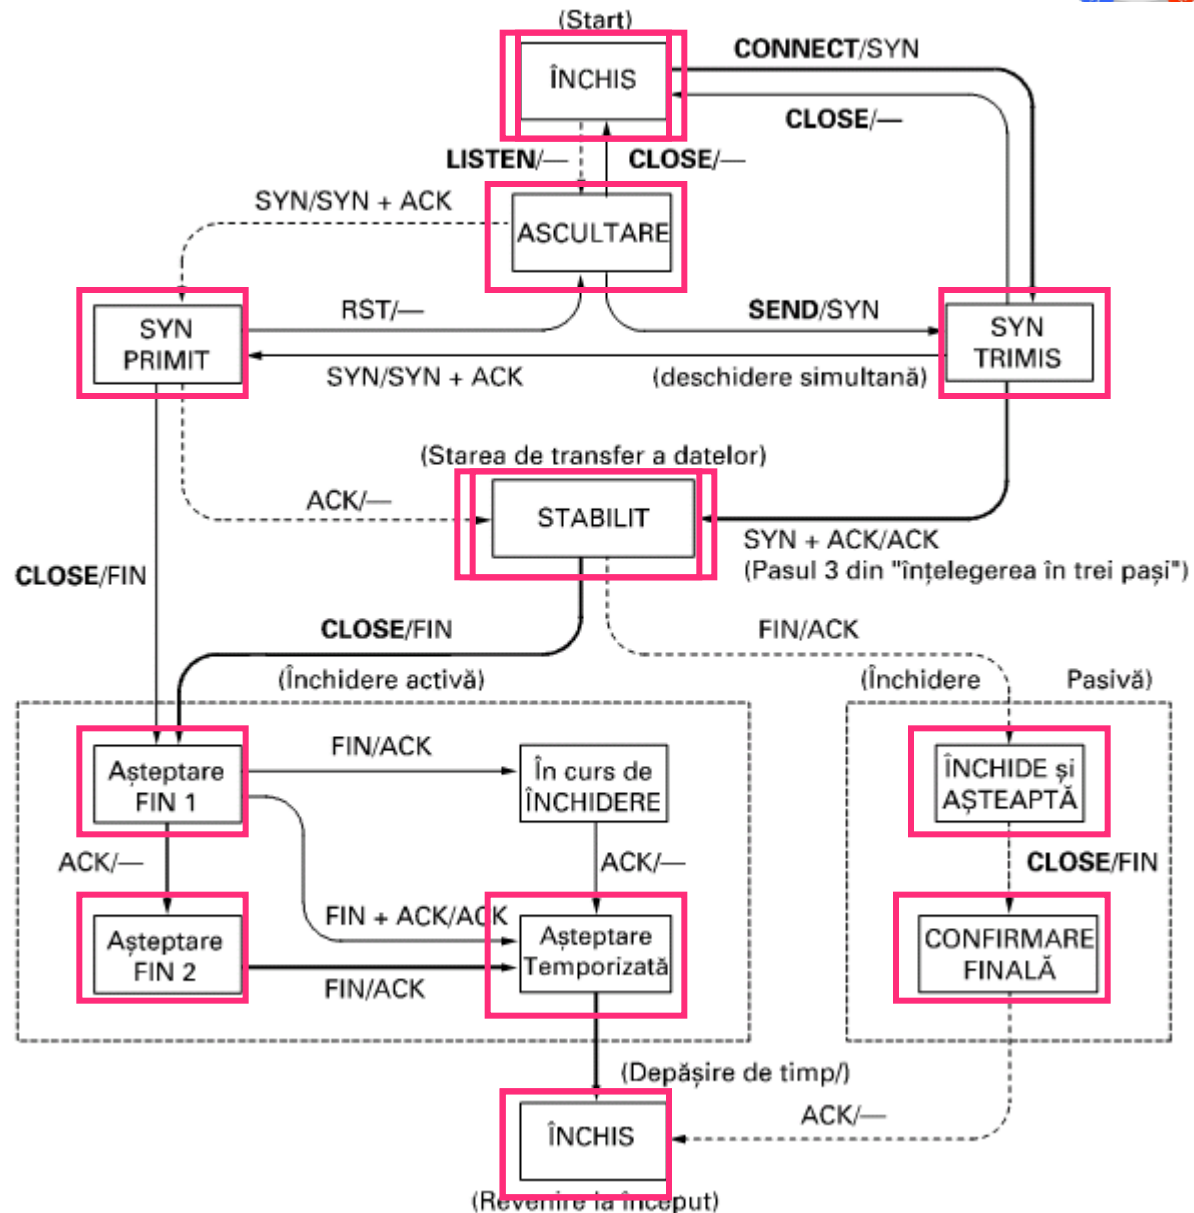 (Start)
ÎNCHIS
CONNECT/SYN
CLOSE/—
LISTEN/—
CLOSE/—
SYN/SYN + ACK
ASCULTARE
SYN
PRIMIT
RST/—
SEND/SYN
SYN
TRIMIS
SYN/SYN + ACK
(deschidere simultană)
(Starea de transfer a datelor)
ACK/—
STABILIT
SYN + ACK/ACK
(Pasul 3 din "înțelegerea în trei pași")
CLOSE/FIN
CLOSE/FIN
FIN/ACK
(Închidere activă)
(Închidere Pasivă)
Așteptare
FIN 1
FIN/ACK
În curs de
ÎNCHIDERE
ÎNCHIDE și
AȘTEAPTĂ
ACK/—
ACK/—
CLOSE/FIN
Așteptare
FIN 2
FIN + ACK/ACK
FIN/ACK
Așteptare
Temporizată
CONFIRMARE
FINALĂ
(Depășire de timp/)
ACK/—
ÎNCHIS
(Revenire la început)